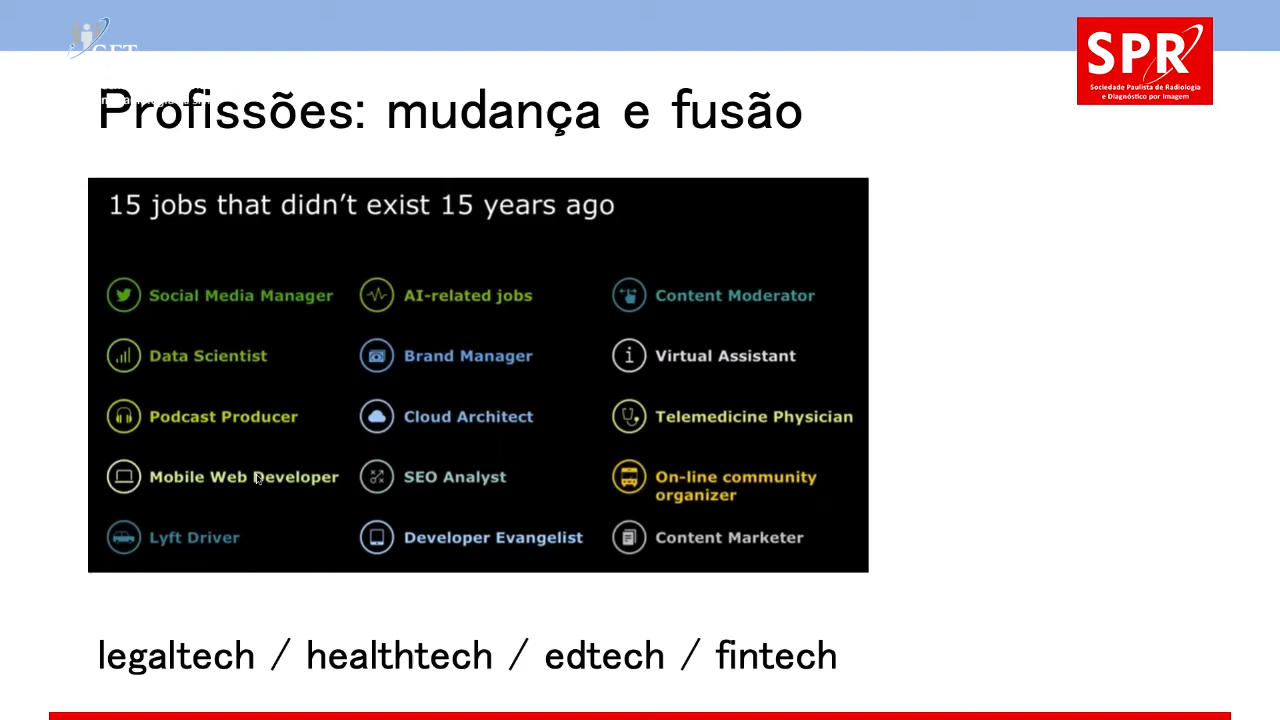 SPR
Sociedade Paulista de Radiologia
e Diagnóstico por Imagem
Profissões: mudança e fusão
15 jobs that didn’t exist 15 years ago
Social Media Manager
AI-related jobs
Content Moderator
Data Scientist
Brand Manager
Virtual Assistant
Podcast Producer
Cloud Architect
Telemedicine Physician
Mobile Web Developer
SEO Analyst
On-line community
organizer
Lyft Driver
Developer Evangelist
Content Marketer
legaltech / healthtech / edtech / fintech